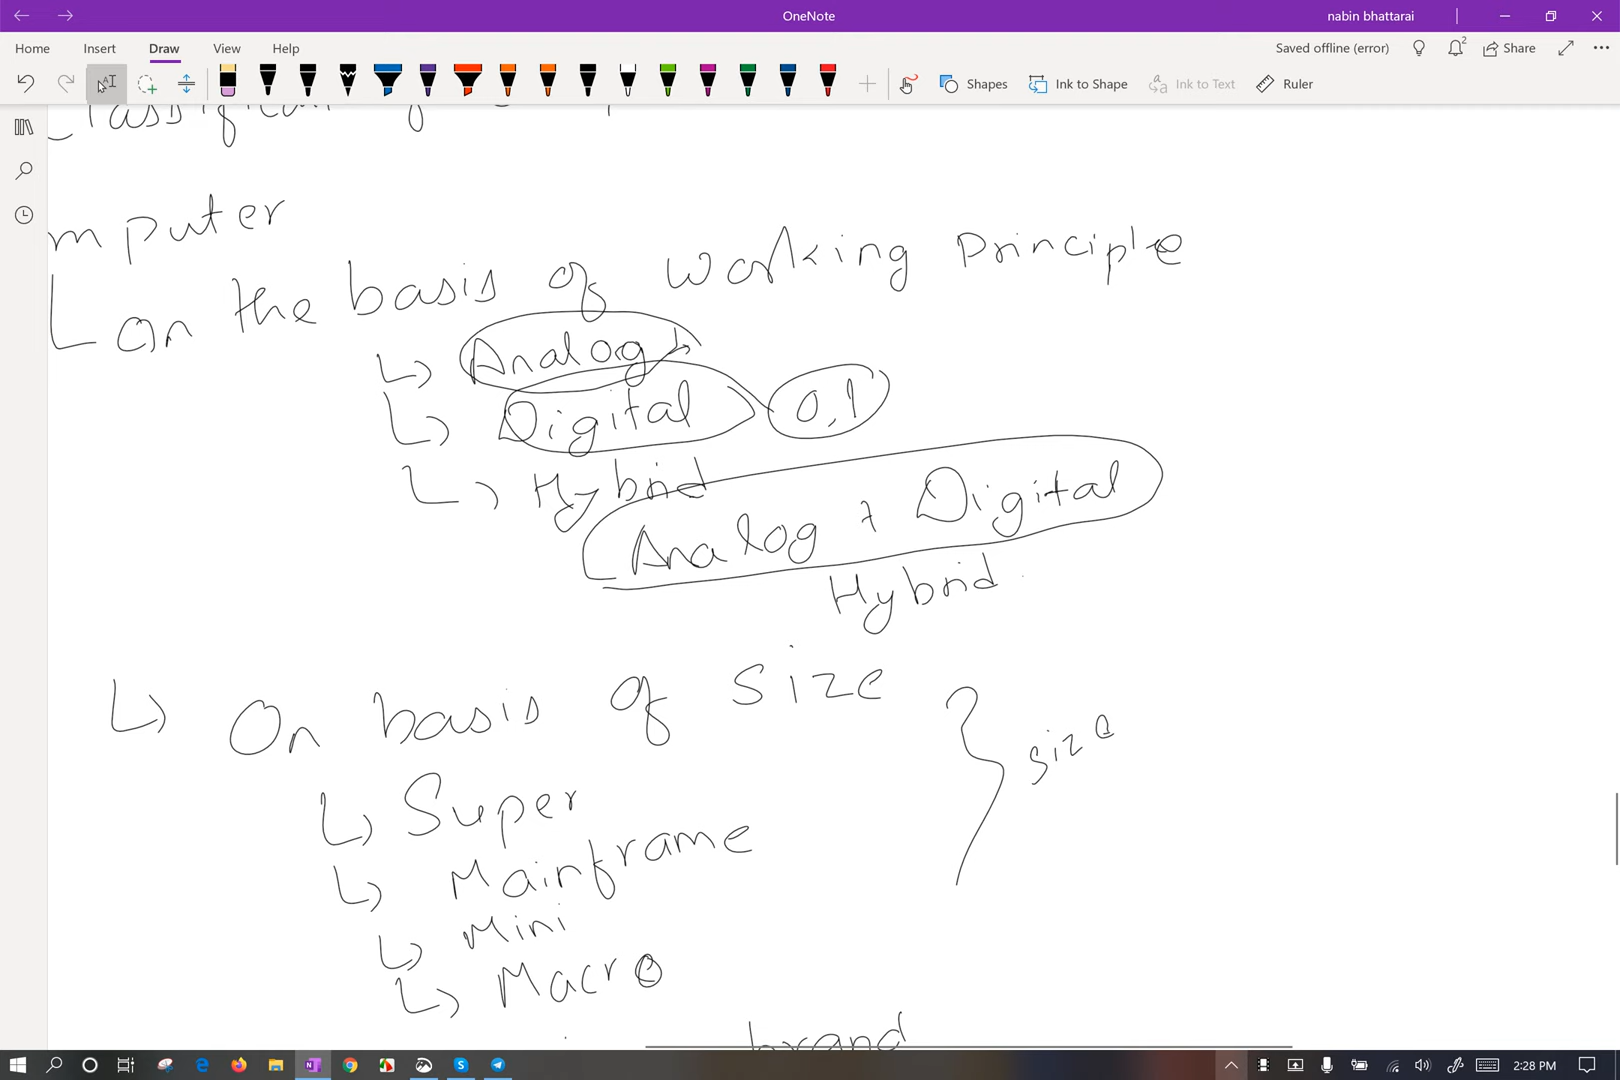 OneNote
nabin bhattarai
Home Insert Draw View Help
Saved offline (error)
2
Share
Shapes
Ink to Shape
Ink to Text
Ruler
mputer
on the basis of working principle
Analog
Digital 0,1
Hybrid
Analog + Digital
Hybrid
On basis of size
size
Super
Mainframe
Mini
Macro
brand
2:28 PM